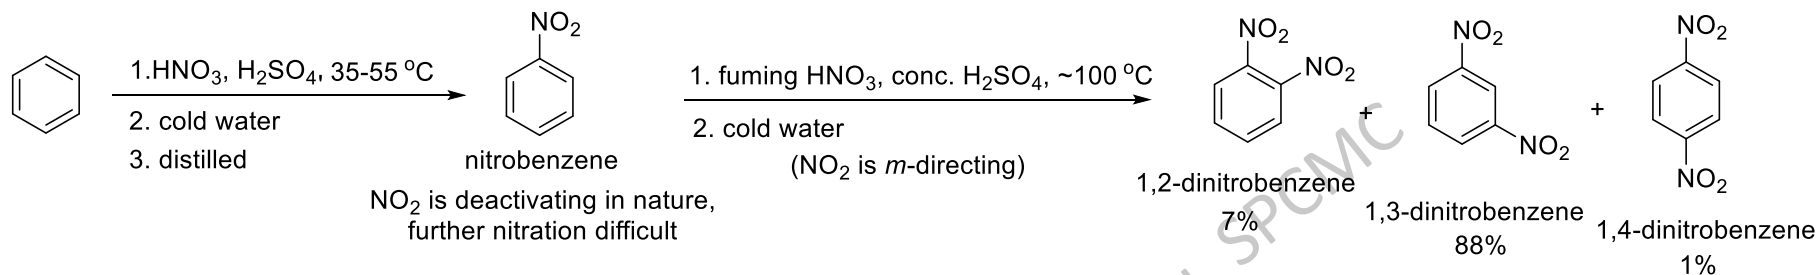 1.HNO₃, H₂SO₄, 35-55 °C
2. cold water
3. distilled
NO₂
nitrobenzene
NO₂ is deactivating in nature,
further nitration difficult
1. fuming HNO₃, conc. H₂SO₄, ~100 °C
2. cold water
(NO₂ is m-directing)
NO₂
NO₂
1,2-dinitrobenzene
7%
+
NO₂
NO₂
1,3-dinitrobenzene
88%
+
NO₂
NO₂
1,4-dinitrobenzene
1%
SPCMC